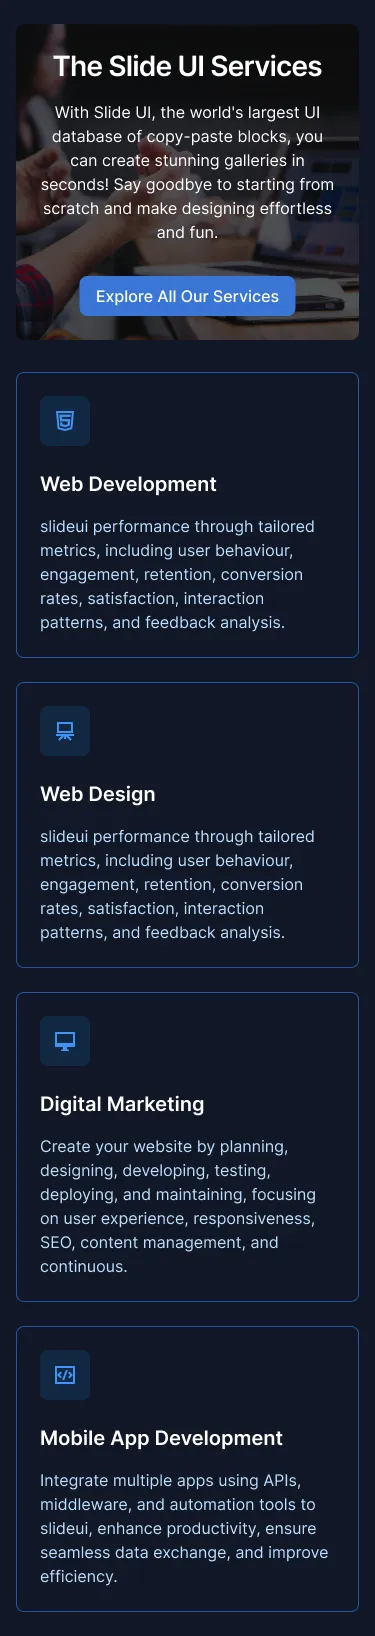 The Slide UI Services
With Slide UI, the world's largest UI
database of copy-paste blocks, you
can create stunning galleries in
seconds! Say goodbye to starting from
scratch and make designing effortless
and fun.
Explore All Our Services
Web Development
slideui performance through tailored
metrics, including user behaviour,
engagement, retention, conversion
rates, satisfaction, interaction
patterns, and feedback analysis.
Web Design
slideui performance through tailored
metrics, including user behaviour,
engagement, retention, conversion
rates, satisfaction, interaction
patterns, and feedback analysis.
Digital Marketing
Create your website by planning,
designing, developing, testing,
deploying, and maintaining, focusing
on user experience, responsiveness,
SEO, content management, and
continuous.
Mobile App Development
Integrate multiple apps using APIs,
middleware, and automation tools to
slideui, enhance productivity, ensure
seamless data exchange, and improve
efficiency.